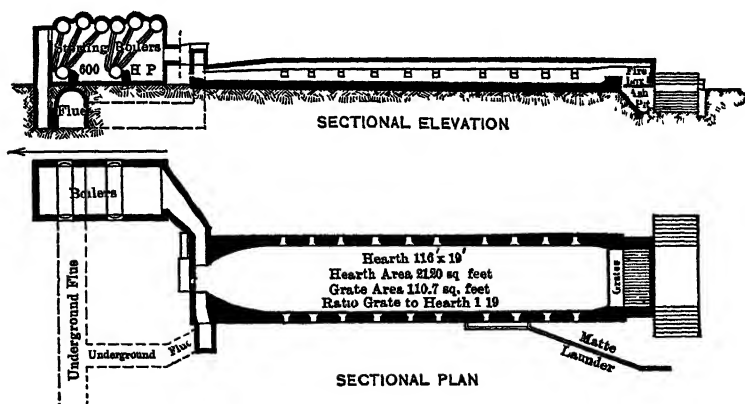 Stirling Boilers
600 H P
Flue
Fire Box
Ash Pit
SECTIONAL ELEVATION
Boilers
Underground Flue
Underground Flue
Hearth 116' x 19'
Hearth Area 2120 sq feet
Grate Area 110.7 sq. feet
Ratio Grate to Hearth 1 19
Grates
Matte
Launder
SECTIONAL PLAN